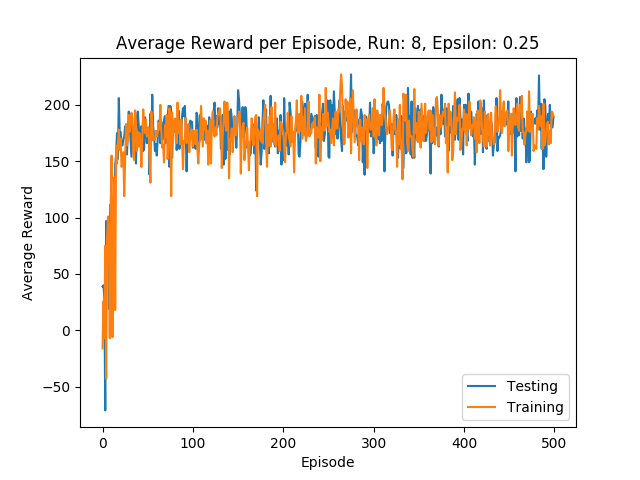 Average Reward per Episode, Run: 8, Epsilon: 0.25
Average Reward
200
150
100
50
0
−50
0
100
200
300
400
500
Episode
Testing
Training